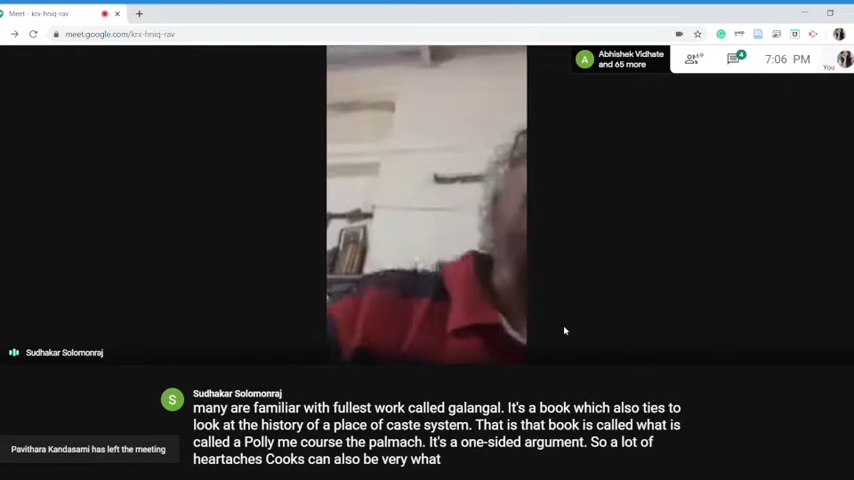 Meet - krx-hniq-rav
meet.google.com/krx-hniq-rav
A
Abhishek Vidhate
and 65 more
69
4
7:06 PM
You
Sudhakar Solomonraj
S
Sudhakar Solomonraj
many are familiar with fullest work called galangal. It's a book which also ties to
look at the history of a place of caste system. That is that book is called what is
called a Polly me course the palmach. It's a one-sided argument. So a lot of
heartaches Cooks can also be very what
Pavithara Kandasami has left the meeting